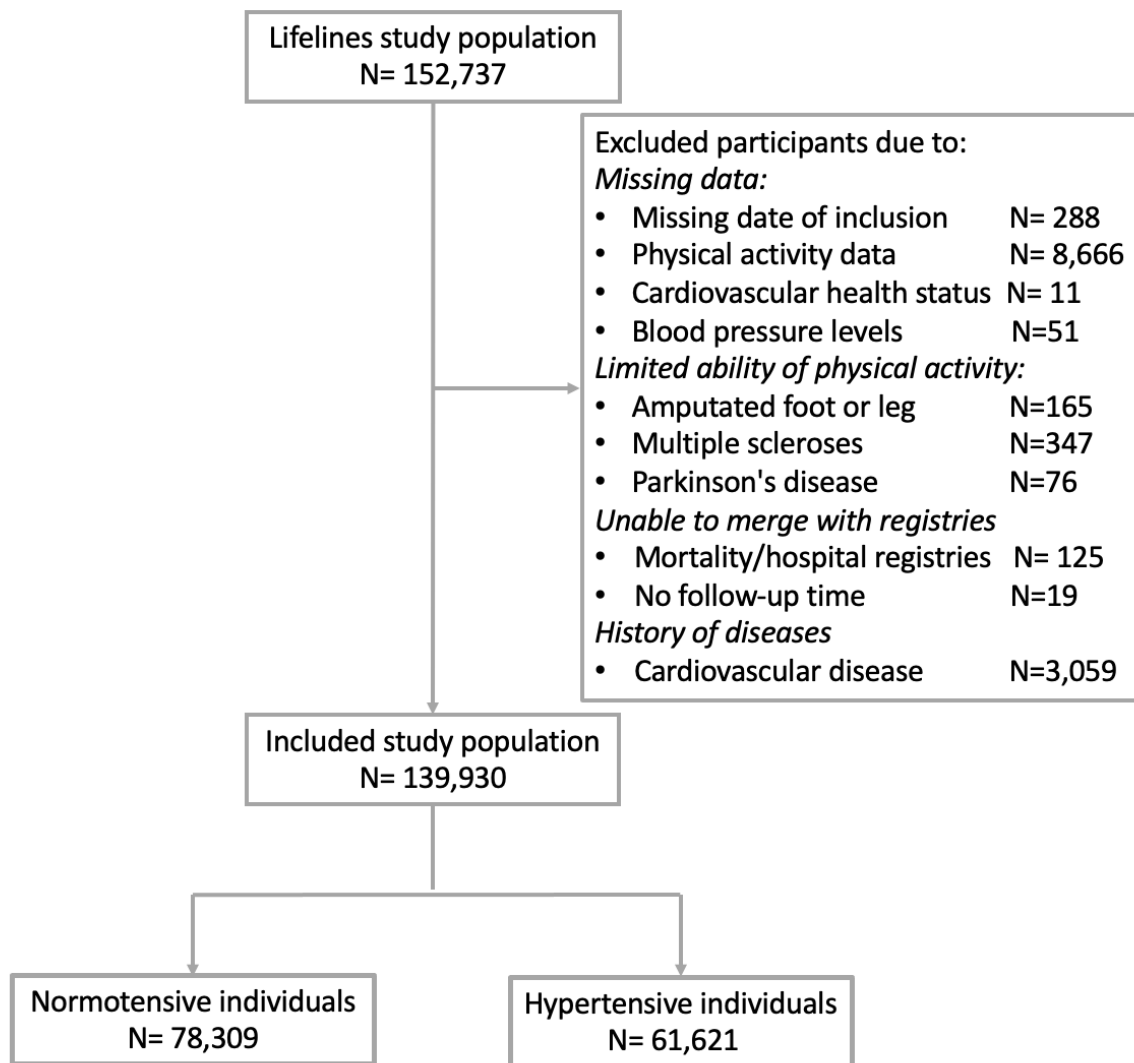 Lifelines study population
N= 152,737
Excluded participants due to:
Missing data:
• Missing date of inclusion N= 288
• Physical activity data N= 8,666
• Cardiovascular health status N= 11
• Blood pressure levels N=51
Limited ability of physical activity:
• Amputated foot or leg N=165
• Multiple scleroses N=347
• Parkinson's disease N=76
Unable to merge with registries
• Mortality/hospital registries N= 125
• No follow-up time N=19
History of diseases
• Cardiovascular disease N=3,059
Included study population
N= 139,930
Normotensive individuals
N= 78,309
Hypertensive individuals
N= 61,621